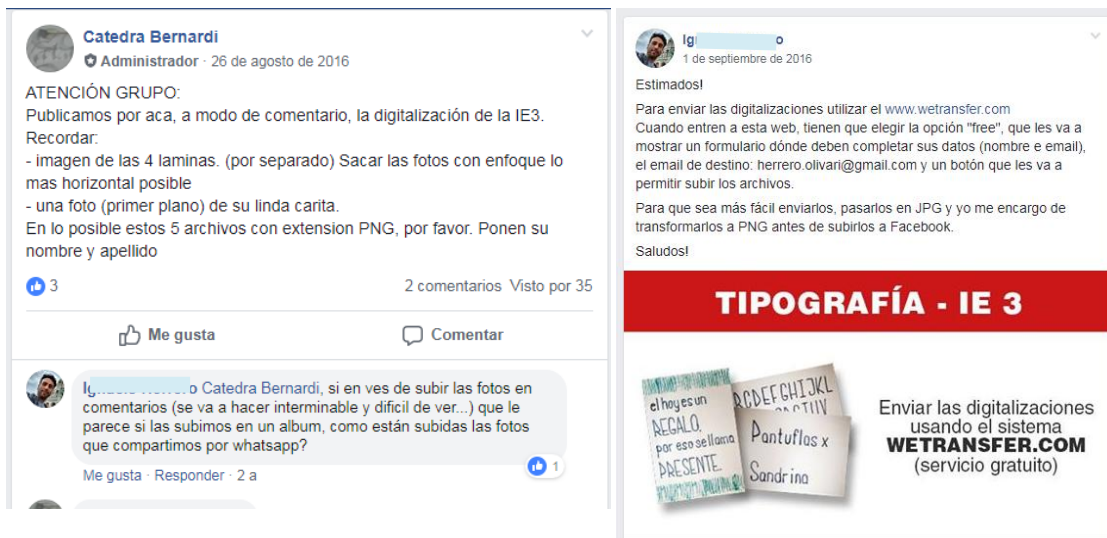 Catedra Bernardi
Administrador · 26 de agosto de 2016
ATENCIÓN GRUPO:
Publicamos por aca, a modo de comentario, la digitalización de la IE3.
Recordar:
- imagen de las 4 laminas. (por separado) Sacar las fotos con enfoque lo
mas horizontal posible
- una foto (primer plano) de su linda carita.
En lo posible estos 5 archivos con extension PNG, por favor. Ponen su
nombre y apellido
3
2 comentarios Visto por 35
Me gusta
Comentar
Catedra Bernardi, si en ves de subir las fotos en
comentarios (se va a hacer interminable y dificil de ver...) que le
parece si las subimos en un album, como están subidas las fotos
que compartimos por whatsapp?
1
Me gusta · Responder · 2 a
1 de septiembre de 2016
Estimados!
Para enviar las digitalizaciones utilizar el www.wetransfer.com
Cuando entren a esta web, tienen que elegir la opción "free", que les va a
mostrar un formulario dónde deben completar sus datos (nombre e email),
el email de destino: herrero.olivari@gmail.com y un botón que les va a
permitir subir los archivos.
Para que sea más fácil enviarlos, pasarlos en JPG y yo me encargo de
transformarlos a PNG antes de subirlos a Facebook.
Saludos!
TIPOGRAFÍA - IE 3
el hoy es un
REGALO,
por eso se llama
PRESENTE.
CDEFGHIJKL
Pantuflas x
Sandrina
Enviar las digitalizaciones
usando el sistema
WETRANSFER.COM
(servicio gratuito)